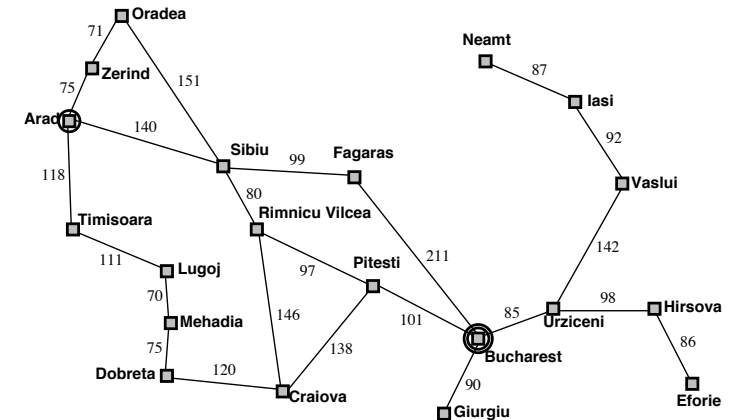 Oradea
71
Neamt
Zerind
87
75
151
Iasi
Arad
140
92
Sibiu
Fagaras
99
118
80
Vaslui
Timisoara
Rimnicu Vilcea
142
111
Lugoj
97
Pitesti
211
70
146
101
85
98
Hirsova
Mehadia
Urziceni
138
86
75
Bucharest
Dobreta
120
90
Craiova
Eforie
Giurgiu